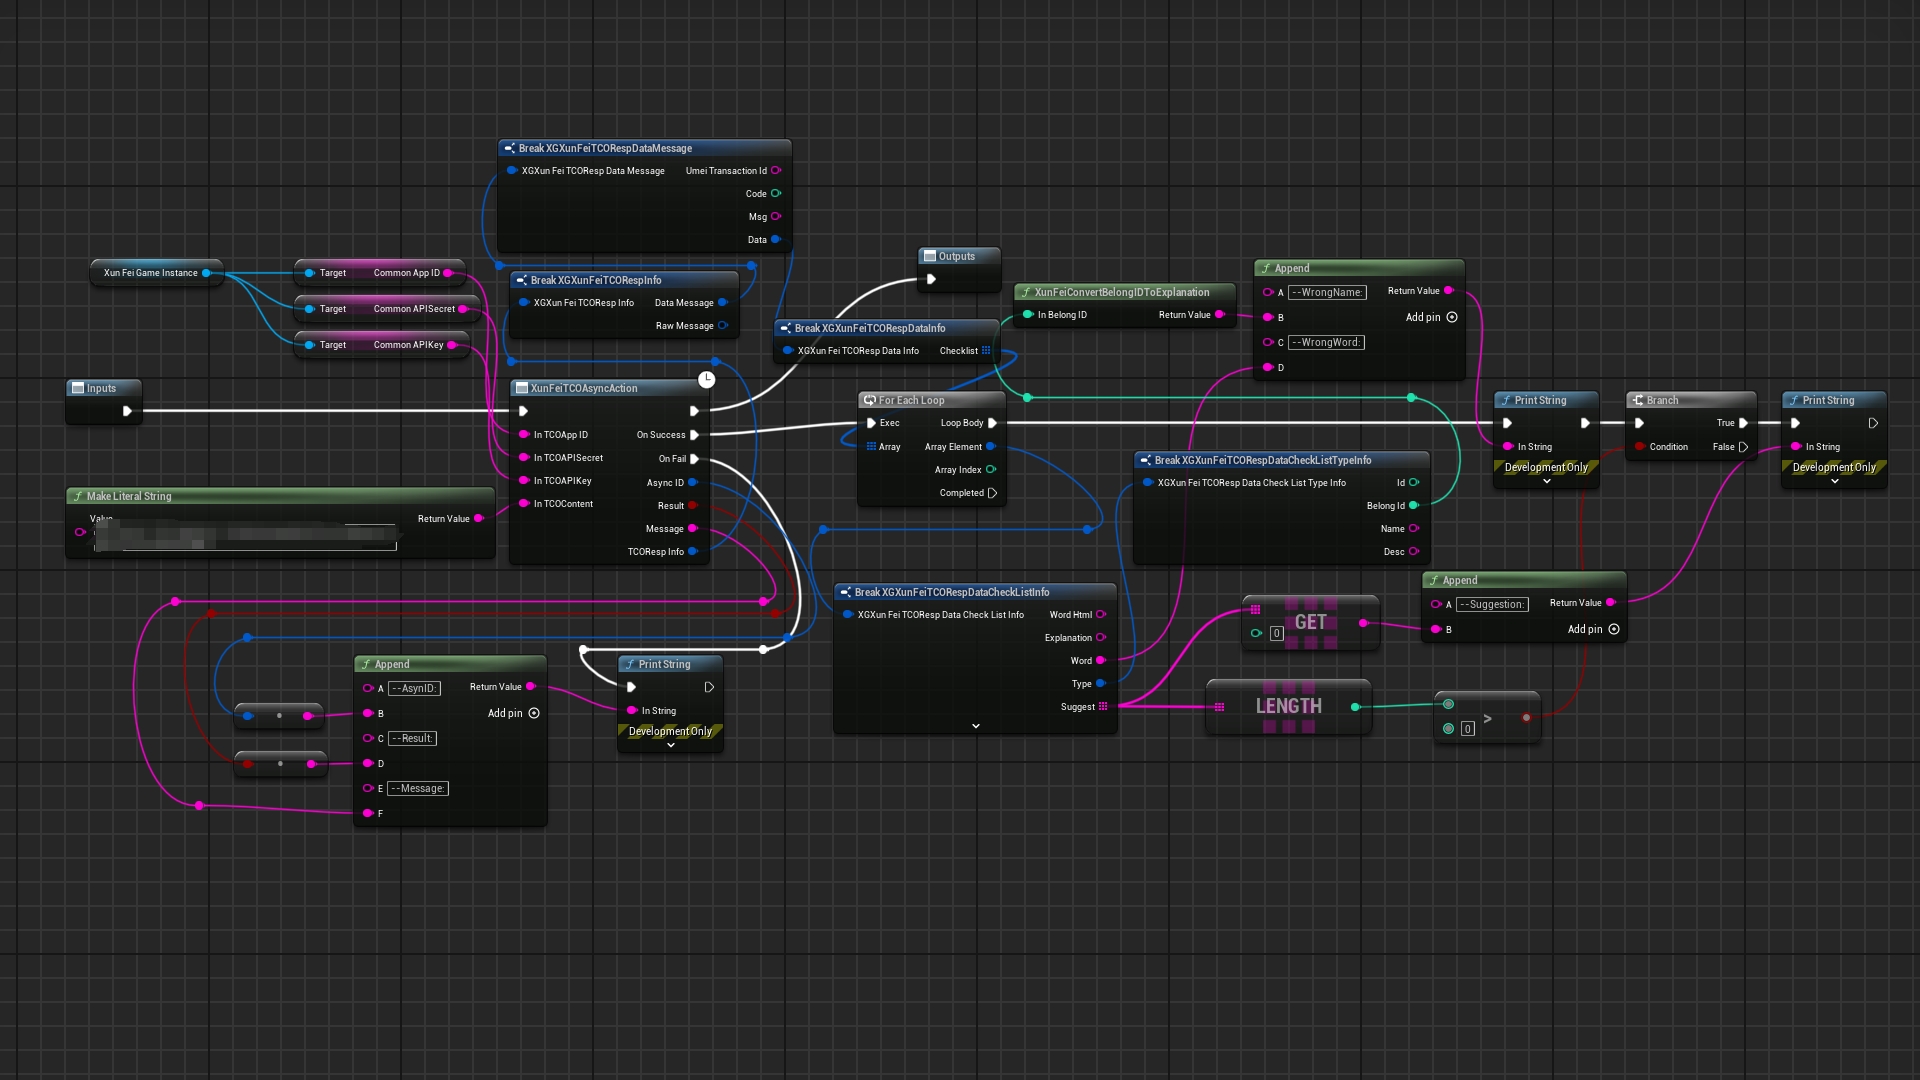 Break XGXunFeiTCORespDataMessage
XGXun Fei TCOResp Data Message
Umei Transaction Id
Code
Msg
Data
Xun Fei Game Instance
Target
Common App ID
Target
Common APISecret
Target
Common APIKey
Break XGXunFeiTCORespInfo
XGXun Fei TCOResp Info
Data Message
Raw Message
Outputs
XunFeiConvertBelongIDToExplanation
In Belong ID
Return Value
Append
A
--WrongName:
Return Value
B
Add pin
C
--WrongWord:
D
Break XGXunFeiTCORespDataInfo
XGXun Fei TCOResp Data Info
Checklist
Inputs
XunFeiTCOAsyncAction
In TCOApp ID
On Success
In TCOAPISecret
On Fail
In TCOAPIKey
Async ID
In TCOContent
Result
Message
TCOResp Info
For Each Loop
Exec
Loop Body
Array
Array Element
Array Index
Completed
Print String
In String
Development Only
Branch
True
Condition
False
Print String
In String
Development Only
Make Literal String
Value
Return Value
Break XGXunFeiTCORespDataCheckListTypeInfo
XGXun Fei TCOResp Data Check List Type Info
Id
Belong Id
Name
Desc
Break XGXunFeiTCORespDataCheckListInfo
XGXun Fei TCOResp Data Check List Info
Word Html
Explanation
Word
Type
Suggest
GET
0
Append
A
--Suggestion:
Return Value
B
Add pin
LENGTH
>
0
Append
A
--AsynID:
Return Value
B
Add pin
C
--Result:
D
E
--Message:
F
Print String
In String
Development Only